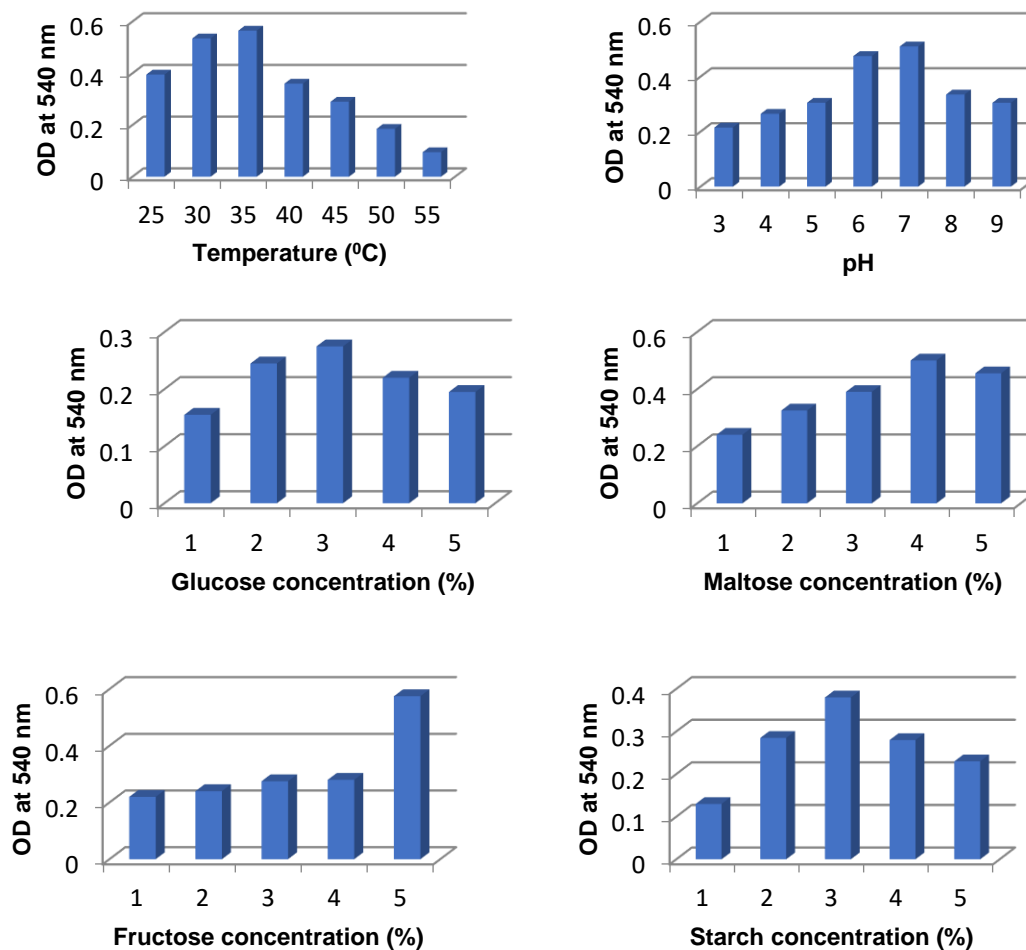 OD at 540 nm
0.6
0.4
0.2
0
25 30 35 40 45 50 55
Temperature (⁰C)
OD at 540 nm
0.6
0.4
0.2
0
3 4 5 6 7 8 9
pH
OD at 540 nm
0.3
0.2
0.1
0
1 2 3 4 5
Glucose concentration (%)
OD at 540 nm
0.6
0.4
0.2
0
1 2 3 4 5
Maltose concentration (%)
OD at 540 nm
0.6
0.4
0.2
0
1 2 3 4 5
Fructose concentration (%)
OD at 540 nm
0.4
0.3
0.2
0.1
0
1 2 3 4 5
Starch concentration (%)